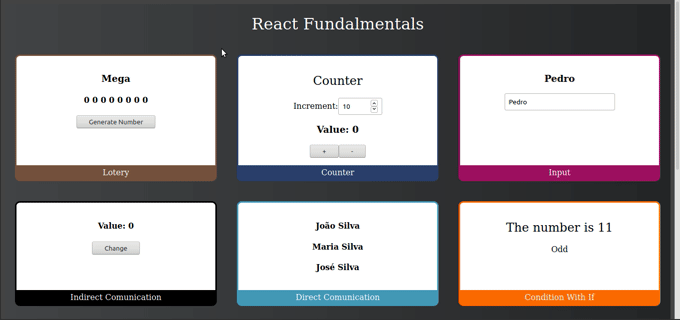 React Fundalmentals
Mega
0 0 0 0 0 0 0 0
Generate Number
Lotery
Counter
Increment: 10
Value: 0
+ -
Counter
Pedro
Pedro
Input
Value: 0
Change
Indirect Comunication
João Silva
Maria Silva
José Silva
Direct Comunication
The number is 11
Odd
Condition With If